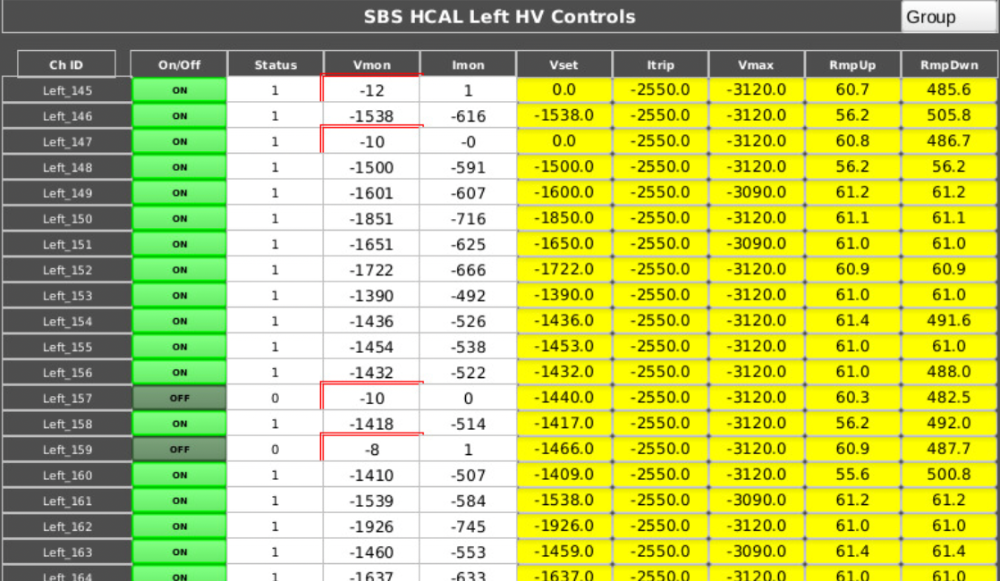 SBS HCAL Left HV Controls Group
Ch ID On/Off Status Vmon Imon Vset Itrip Vmax RmpUp RmpDwn
Left_145 ON 1 -12 1 0.0 -2550.0 -3120.0 60.7 485.6
Left_146 ON 1 -1538 -616 -1538.0 -2550.0 -3120.0 56.2 505.8
Left_147 ON 1 -10 -0 0.0 -2550.0 -3120.0 60.8 486.7
Left_148 ON 1 -1500 -591 -1500.0 -2550.0 -3120.0 56.2 56.2
Left_149 ON 1 -1601 -607 -1600.0 -2550.0 -3090.0 61.2 61.2
Left_150 ON 1 -1851 -716 -1850.0 -2550.0 -3120.0 61.1 61.1
Left_151 ON 1 -1651 -625 -1650.0 -2550.0 -3090.0 61.0 61.0
Left_152 ON 1 -1722 -666 -1722.0 -2550.0 -3120.0 60.9 60.9
Left_153 ON 1 -1390 -492 -1390.0 -2550.0 -3120.0 61.0 61.0
Left_154 ON 1 -1436 -526 -1436.0 -2550.0 -3120.0 61.4 491.6
Left_155 ON 1 -1454 -538 -1453.0 -2550.0 -3120.0 61.0 61.0
Left_156 ON 1 -1432 -522 -1432.0 -2550.0 -3120.0 61.0 488.0
Left_157 OFF 0 -10 0 -1440.0 -2550.0 -3120.0 60.3 482.5
Left_158 ON 1 -1418 -514 -1417.0 -2550.0 -3120.0 56.2 492.0
Left_159 OFF 0 -8 1 -1466.0 -2550.0 -3120.0 60.9 487.7
Left_160 ON 1 -1410 -507 -1409.0 -2550.0 -3120.0 55.6 500.8
Left_161 ON 1 -1539 -584 -1538.0 -2550.0 -3090.0 61.2 61.2
Left_162 ON 1 -1926 -745 -1926.0 -2550.0 -3120.0 61.0 61.0
Left_163 ON 1 -1460 -553 -1459.0 -2550.0 -3090.0 61.4 61.4
Left_164 ON 1 -1637 -633 -1637.0 -2550.0 -3120.0 61.0 61.0